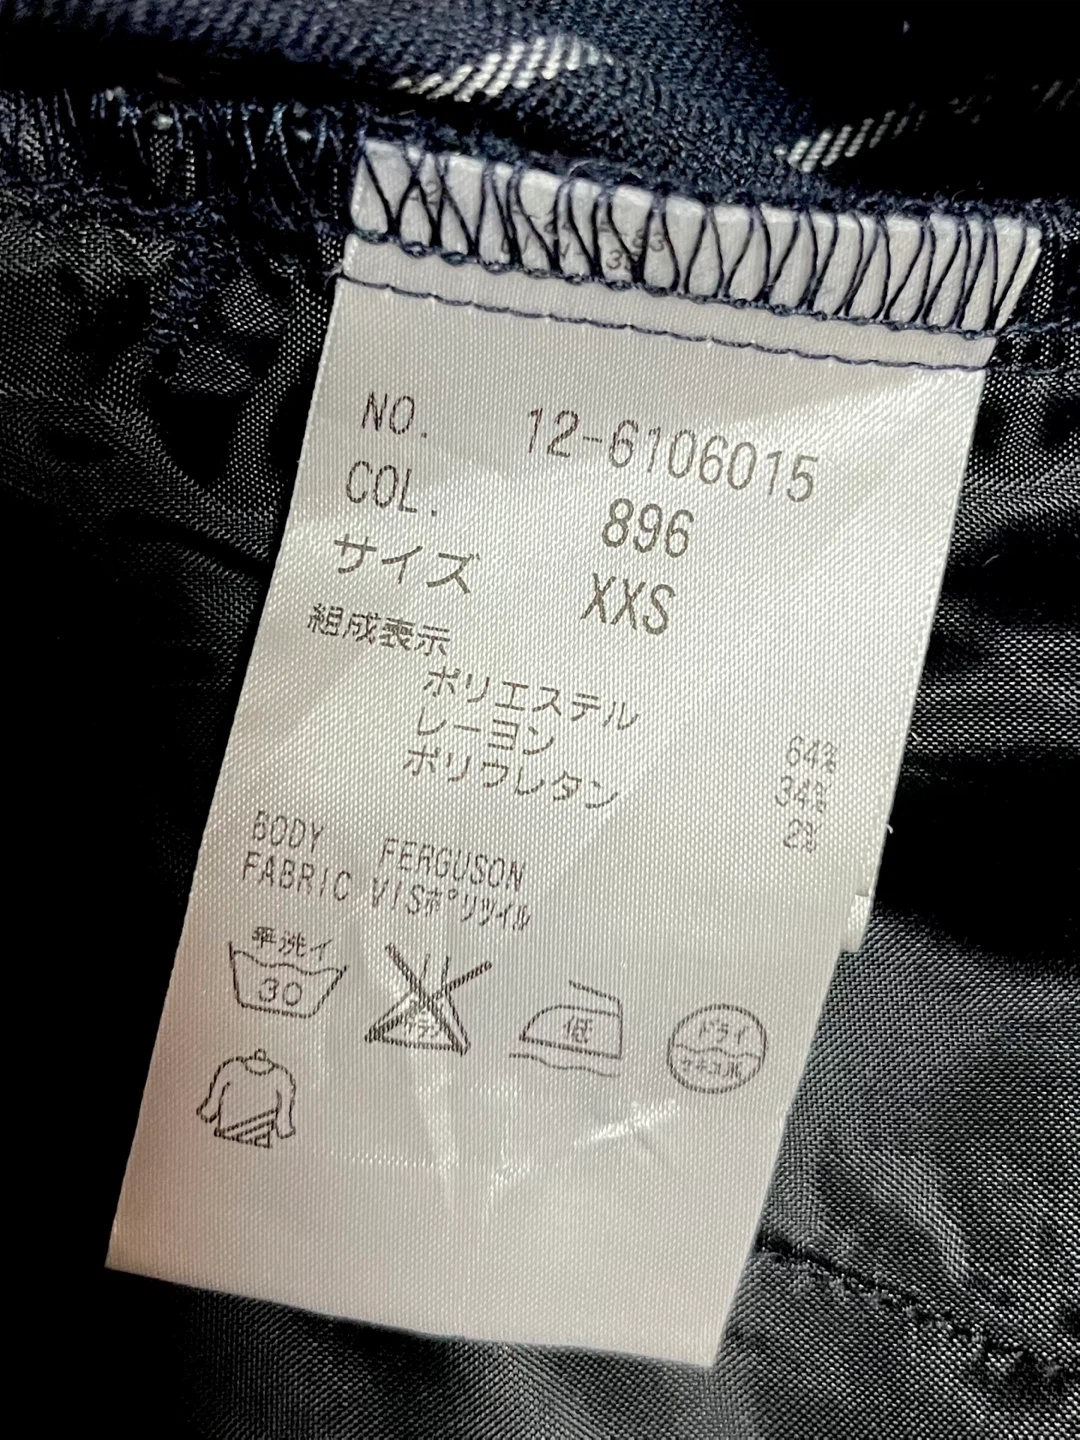 NO. 12-6106015
COL. 896
サイズ XXS
組成表示
ポリエステル 64%
レーヨン 34%
ポリウレタン 2%
BODY FERGUSON
FABRIC VISポリツイル
手洗イ
30
低
ドライ